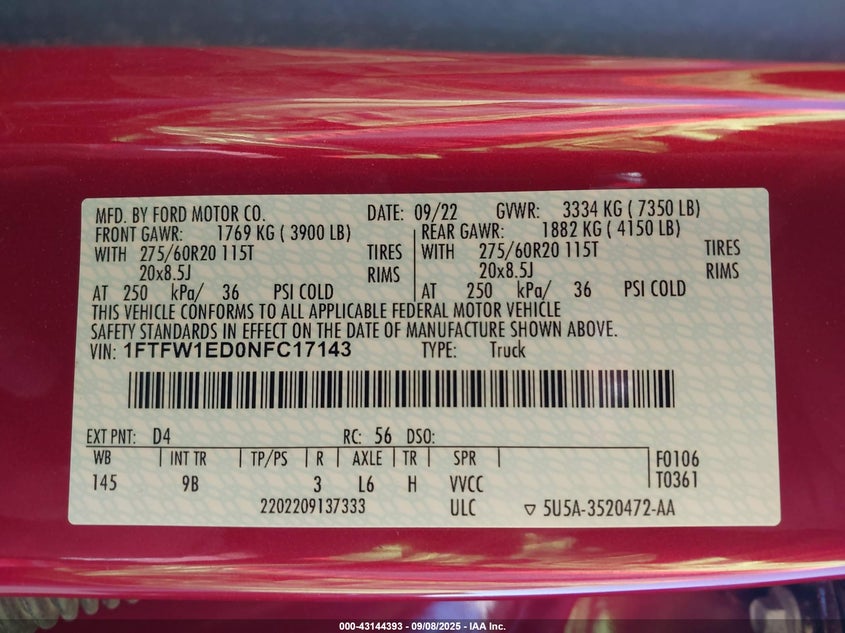 MFD. BY FORD MOTOR CO. DATE: 09/22 GVWR: 3334 KG ( 7350 LB)
FRONT GAWR: 1769 KG ( 3900 LB) REAR GAWR: 1882 KG ( 4150 LB)
WITH 275/60R20 115T TIRES WITH 275/60R20 115T TIRES
20x8.5J RIMS 20x8.5J RIMS
AT 250 kPa/ 36 PSI COLD AT 250 kPa/ 36 PSI COLD
THIS VEHICLE CONFORMS TO ALL APPLICABLE FEDERAL MOTOR VEHICLE
SAFETY STANDARDS IN EFFECT ON THE DATE OF MANUFACTURE SHOWN ABOVE.
VIN: 1FTFW1ED0NFC17143 TYPE: Truck
EXT PNT: D4 RC: 56 DSO:
WB | INT TR | TP/PS | R | AXLE | TR | SPR F0106
145 9B 3 L6 H VVCC T0361
2202209137333 ULC ▽ 5U5A-3520472-AA
000-43144393 - 09/08/2025 - IAA Inc.